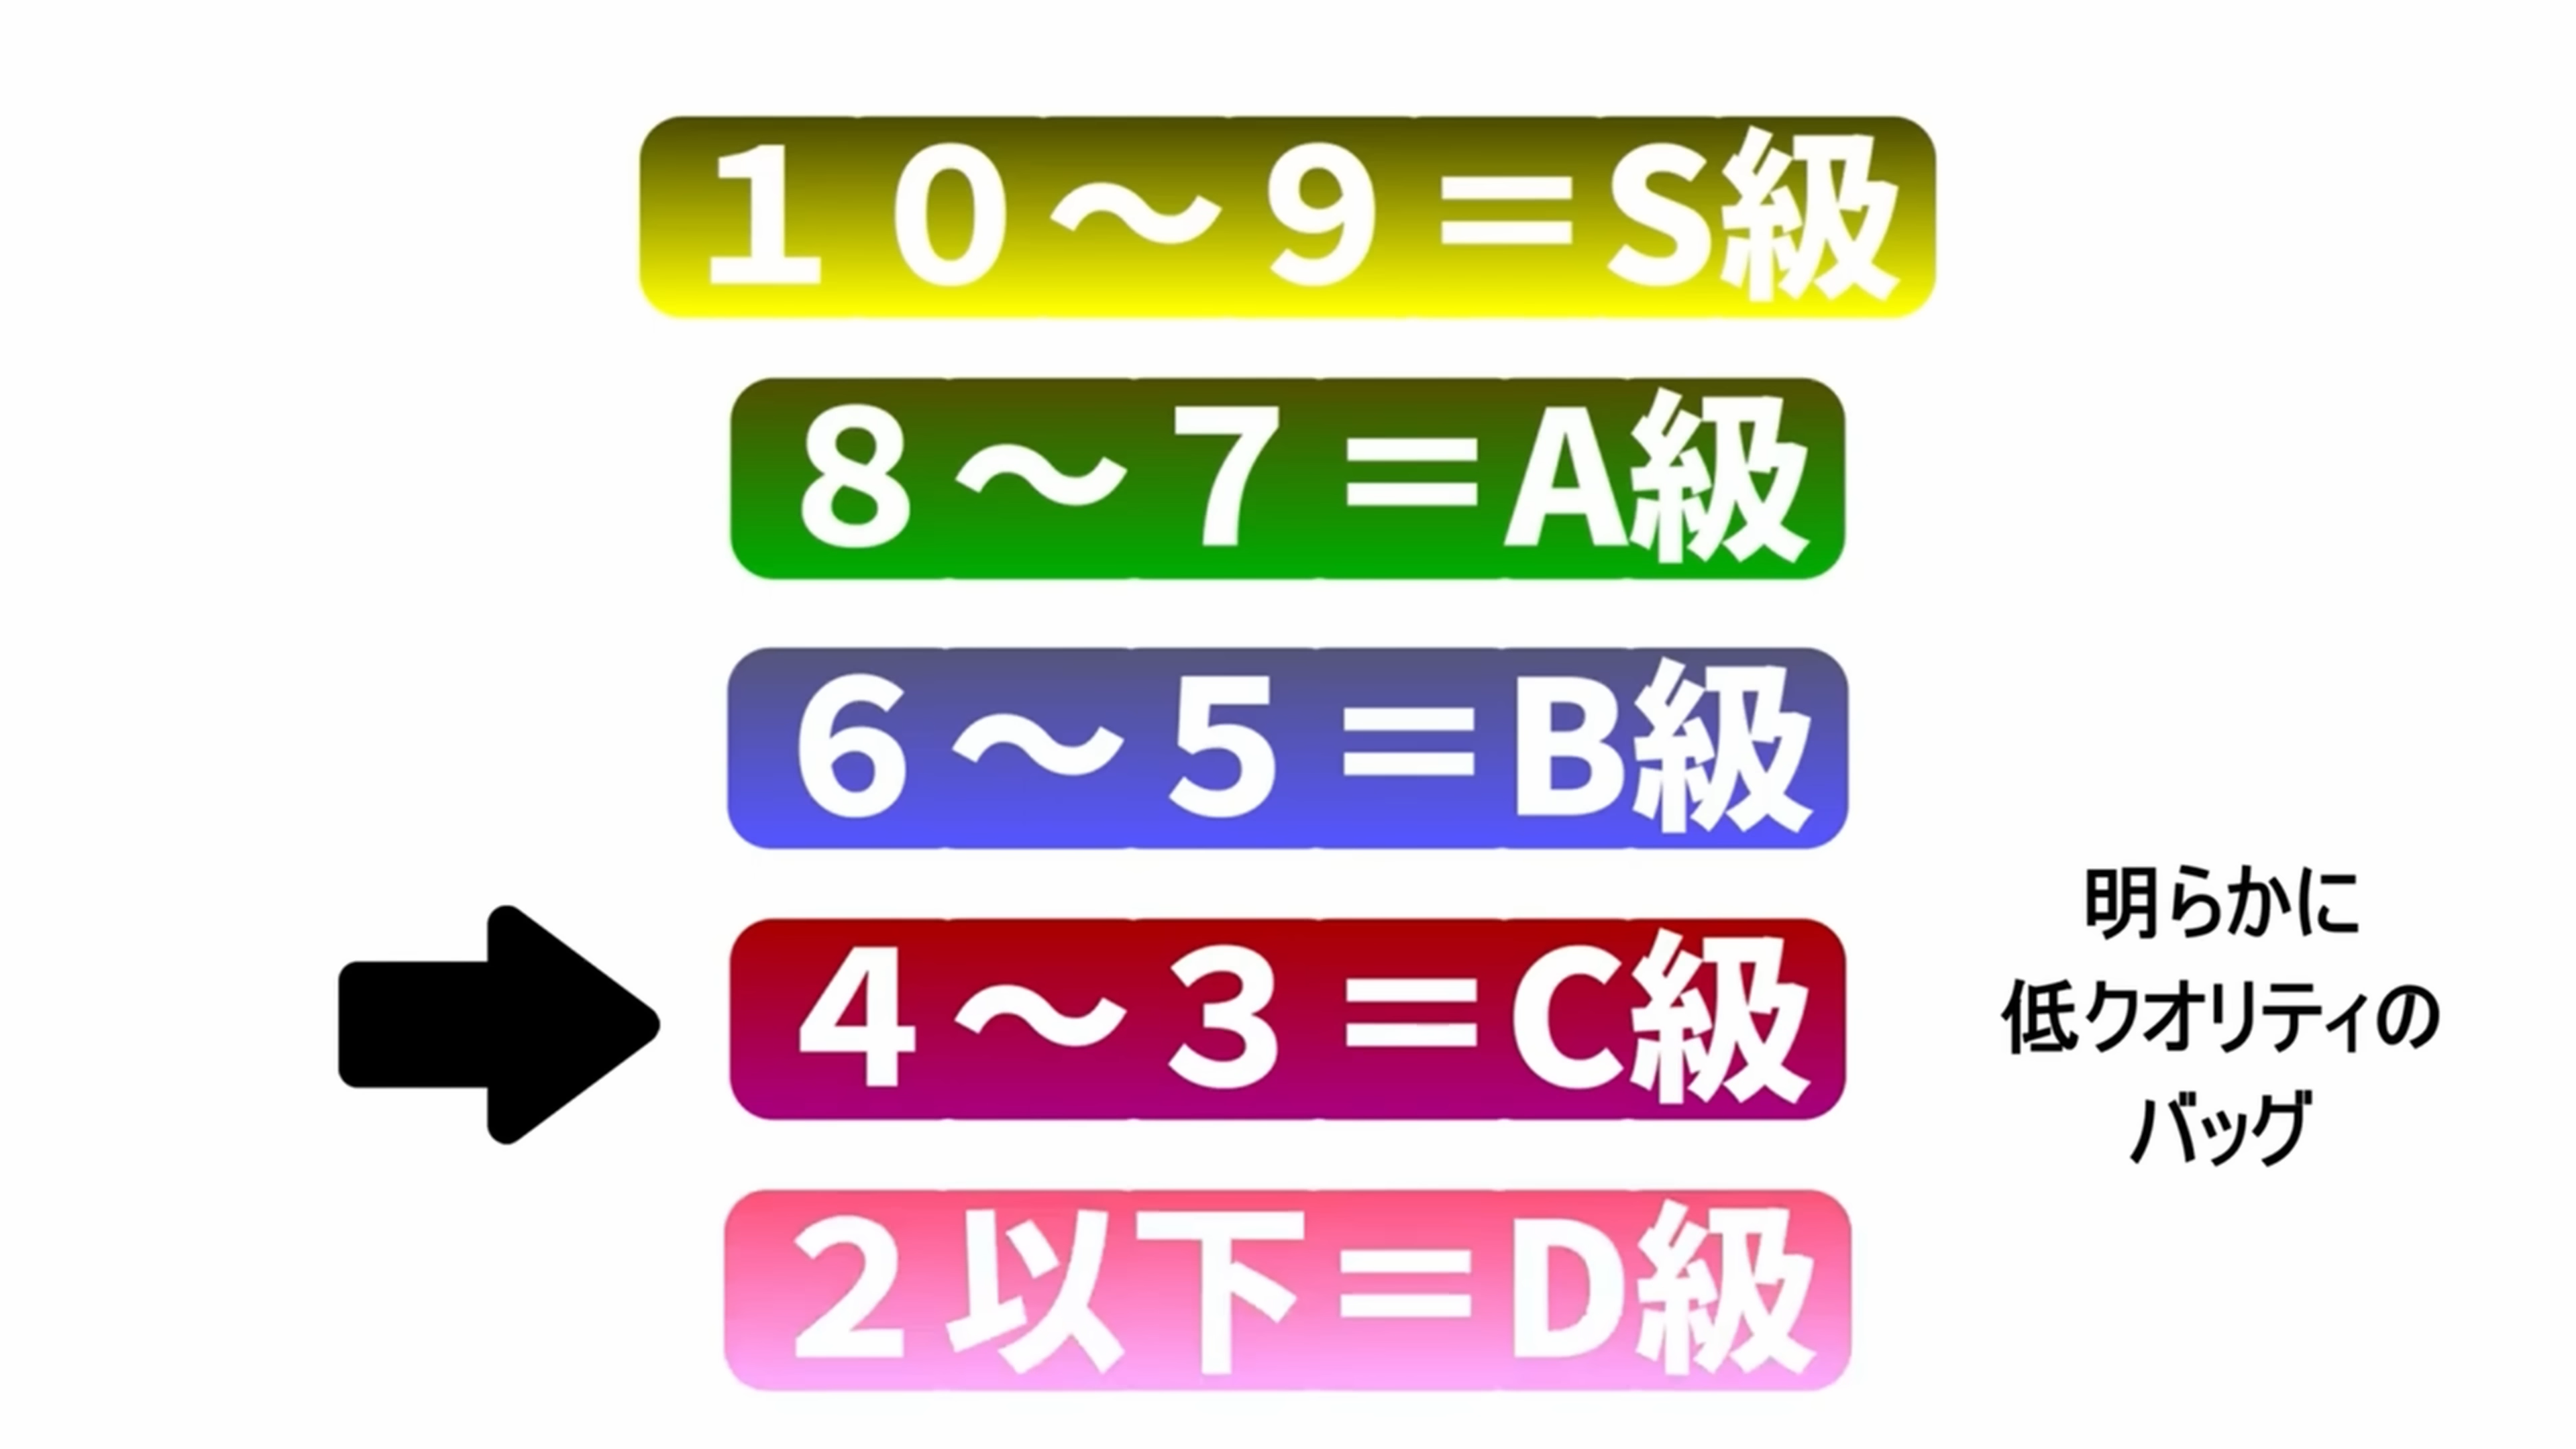 １０～９＝S級
８～７＝A級
６～５＝B級
４～３＝C級
明らかに
低クオリティの
バッグ
２以下＝D級